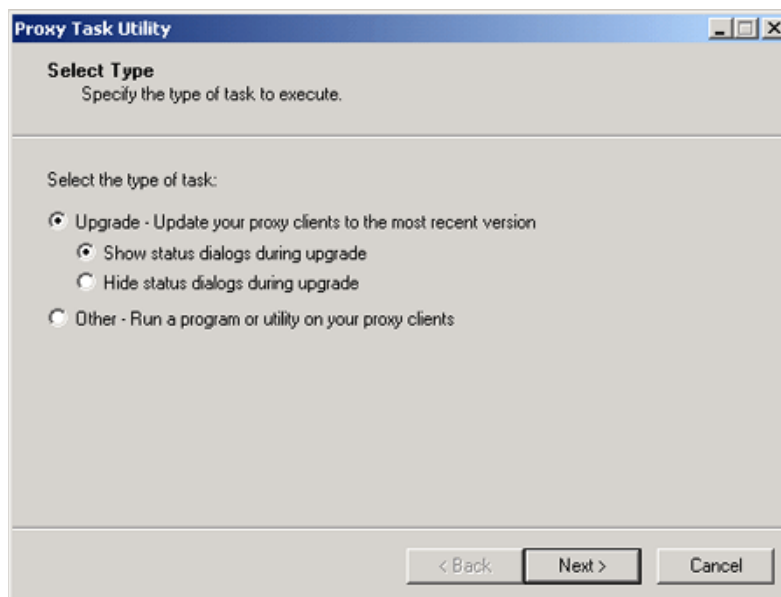 Proxy Task Utility
Select Type
Specify the type of task to execute.
Select the type of task:
Upgrade - Update your proxy clients to the most recent version
Show status dialogs during upgrade
Hide status dialogs during upgrade
Other - Run a program or utility on your proxy clients
< Back Next > Cancel